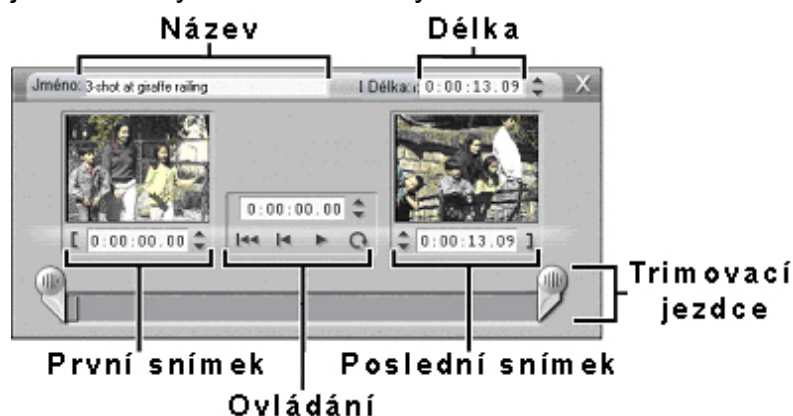 Název Délka
Jméno: 3-shot at giraffe railing Délka: 0:00:13.09 X
0:00:00.00
[ 0:00:00.00 0:00:13.09 ]
Trimovací
jezdce
První snímek Poslední snímek
Ovládání